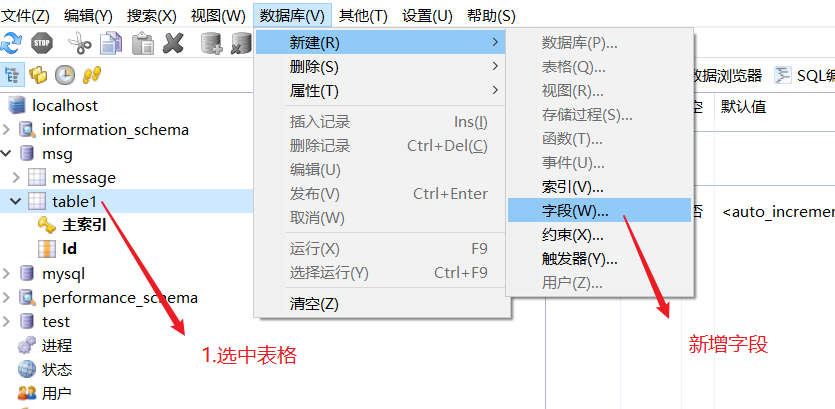 文件(Z) 编辑(Y) 搜索(X) 视图(W) 数据库(V) 其他(T) 设置(U) 帮助(S)
STOP
新建(R)
删除(S)
属性(T)
插入记录 Ins(I)
删除记录 Ctrl+Del(C)
编辑(U)
发布(V) Ctrl+Enter
取消(W)
运行(X) F9
选择运行(Y) Ctrl+F9
清空(Z)
数据库(P)...
表格(Q)...
视图(R)...
存储过程(S)...
函数(T)...
事件(U)...
索引(V)...
字段(W)...
约束(X)...
触发器(Y)...
用户(Z)...
数据浏览器 SQL编
空 默认值
否 <auto_incremen
localhost
information_schema
msg
message
table1
主索引
Id
mysql
performance_schema
test
进程
状态
用户
1.选中表格
新增字段